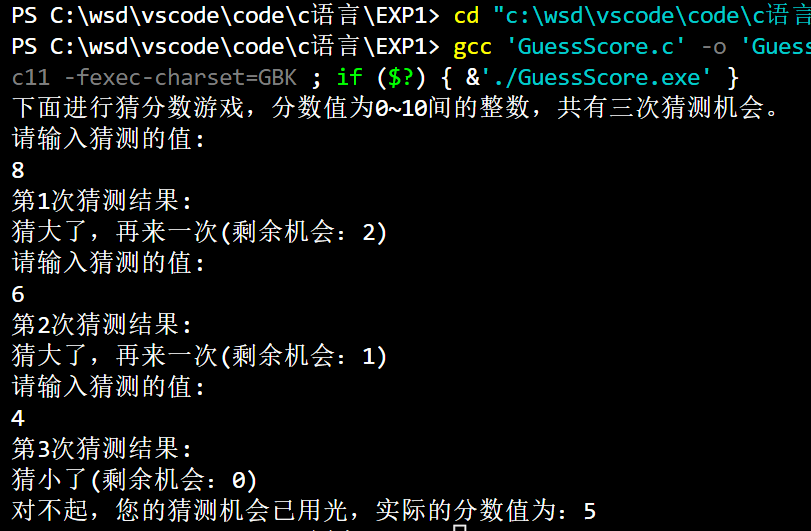 PS C:\wsd\vscode\code\c语言\EXP1> cd "c:\wsd\vscode\code\c语言
PS C:\wsd\vscode\code\c语言\EXP1> gcc 'GuessScore.c' -o 'Guess
c11 -fexec-charset=GBK ; if ($?) { &'./GuessScore.exe' }
下面进行猜分数游戏，分数值为0~10间的整数，共有三次猜测机会。
请输入猜测的值：
8
第1次猜测结果：
猜大了，再来一次(剩余机会：2)
请输入猜测的值：
6
第2次猜测结果：
猜大了，再来一次(剩余机会：1)
请输入猜测的值：
4
第3次猜测结果：
猜小了(剩余机会：0)
对不起，您的猜测机会已用光，实际的分数值为：5